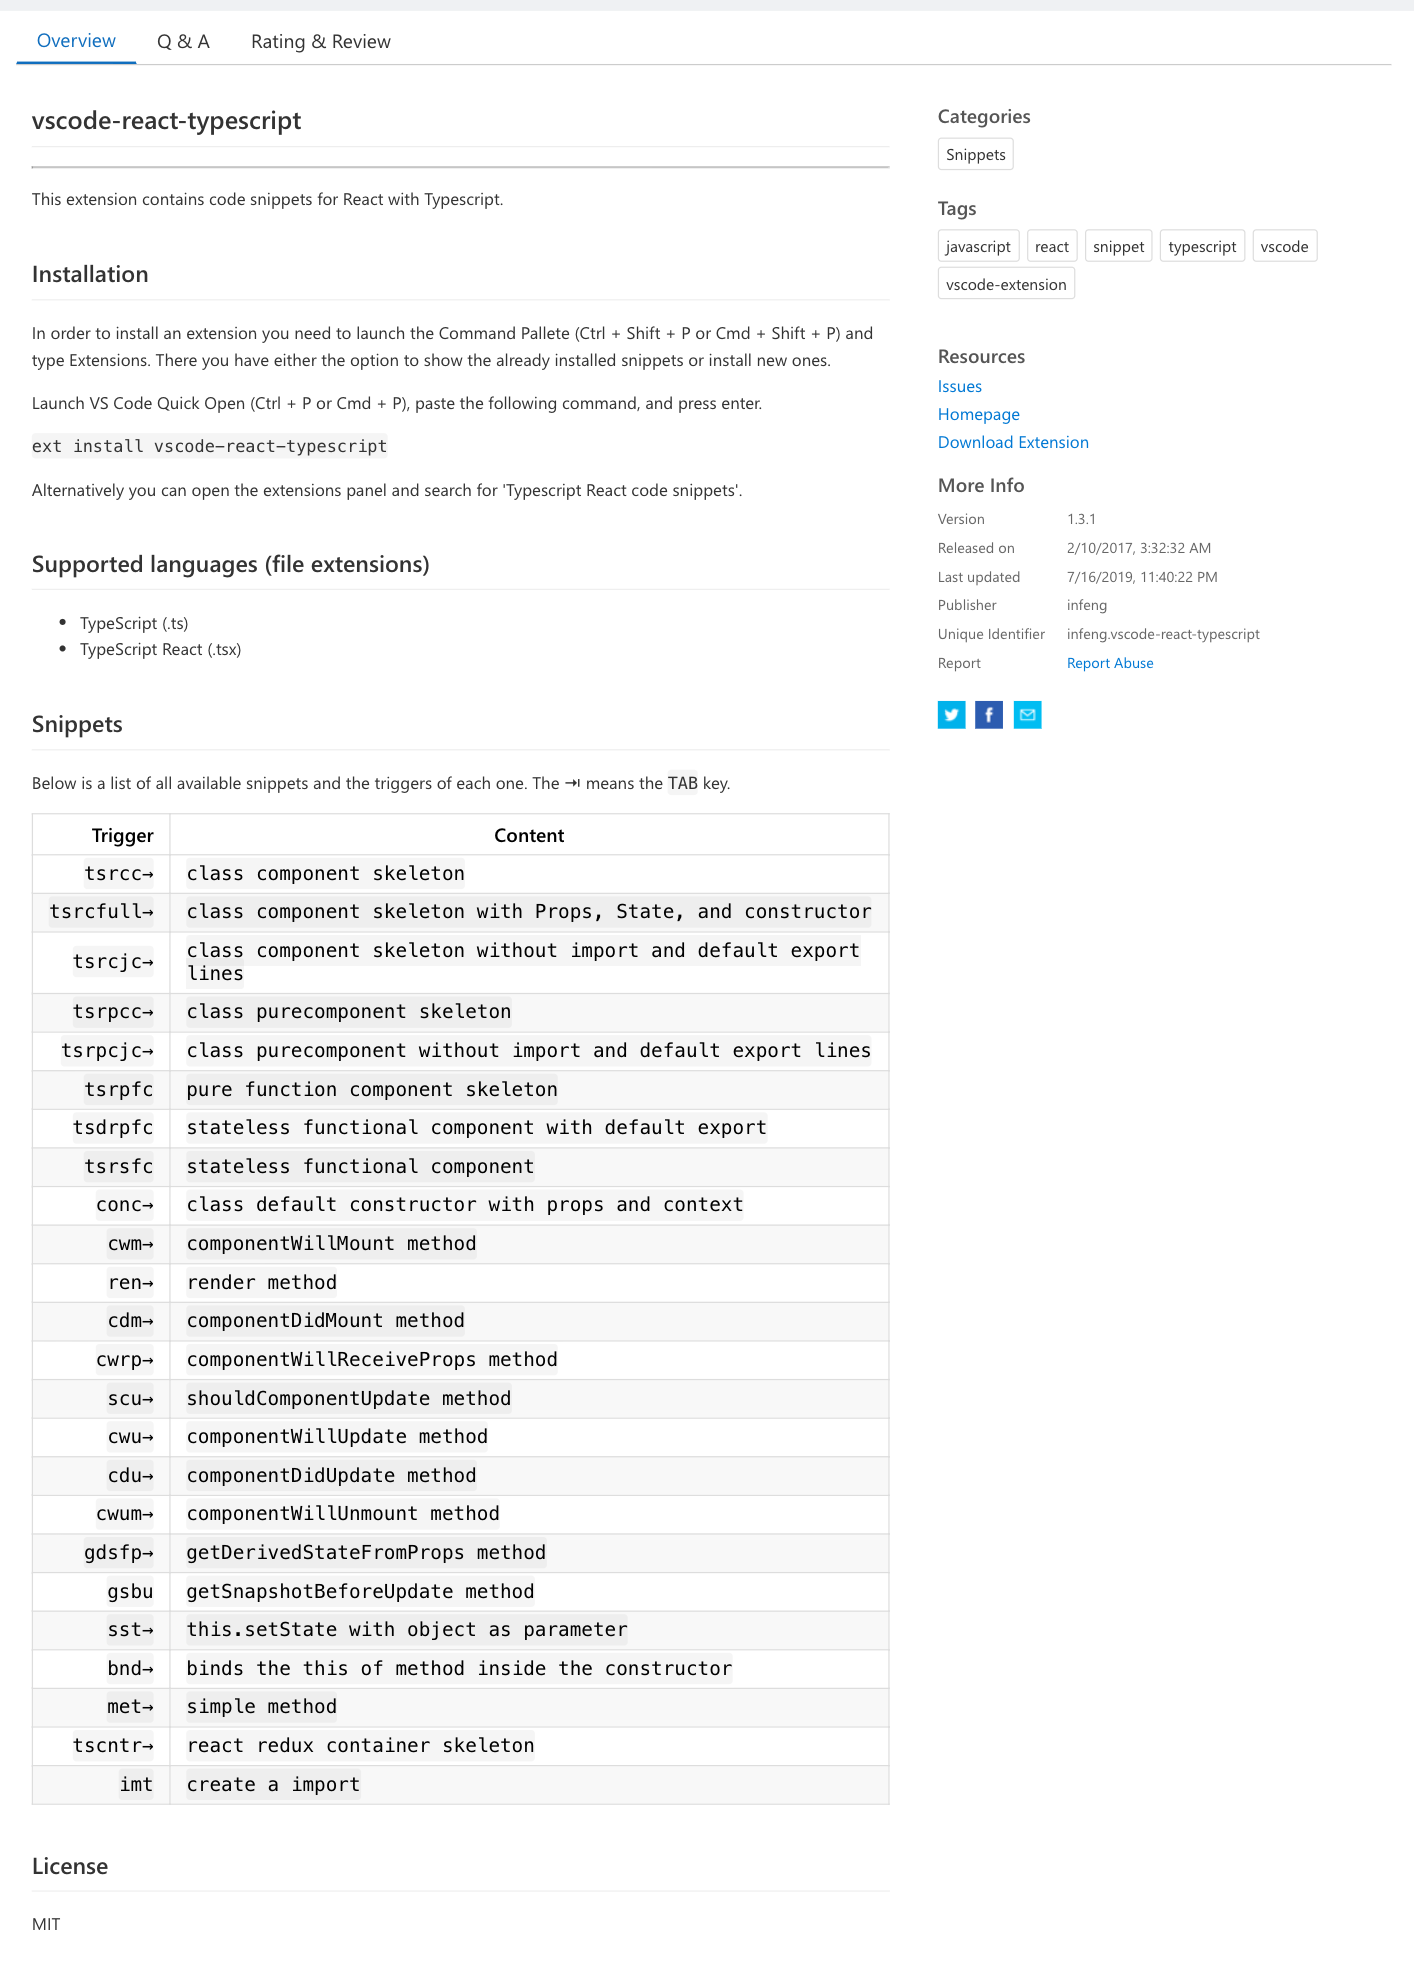 Overview Q & A Rating & Review
vscode-react-typescript
This extension contains code snippets for React with Typescript.
Installation
In order to install an extension you need to launch the Command Pallete (Ctrl + Shift + P or Cmd + Shift + P) and
type Extensions. There you have either the option to show the already installed snippets or install new ones.
Launch VS Code Quick Open (Ctrl + P or Cmd + P), paste the following command, and press enter.
ext install vscode-react-typescript
Alternatively you can open the extensions panel and search for 'Typescript React code snippets'.
Supported languages (file extensions)
• TypeScript (.ts)
• TypeScript React (.tsx)
Snippets
Below is a list of all available snippets and the triggers of each one. The ⇥ means the TAB key.
Trigger Content
tsrcc→ class component skeleton
tsrcfull→ class component skeleton with Props, State, and constructor
tsrcjc→ class component skeleton without import and default export
lines
tsrpcc→ class purecomponent skeleton
tsrpcjc→ class purecomponent without import and default export lines
tsrpfc pure function component skeleton
tsdrpfc stateless functional component with default export
tsrsfc stateless functional component
conc→ class default constructor with props and context
cwm→ componentWillMount method
ren→ render method
cdm→ componentDidMount method
cwrp→ componentWillReceiveProps method
scu→ shouldComponentUpdate method
cwu→ componentWillUpdate method
cdu→ componentDidUpdate method
cwum→ componentWillUnmount method
gdsfp→ getDerivedStateFromProps method
gsbu getSnapshotBeforeUpdate method
sst→ this.setState with object as parameter
bnd→ binds the this of method inside the constructor
met→ simple method
tscntr→ react redux container skeleton
imt create a import
License
MIT
Categories
Snippets
Tags
javascript react snippet typescript vscode
vscode-extension
Resources
Issues
Homepage
Download Extension
More Info
Version 1.3.1
Released on 2/10/2017, 3:32:32 AM
Last updated 7/16/2019, 11:40:22 PM
Publisher infeng
Unique Identifier infeng.vscode-react-typescript
Report Report Abuse